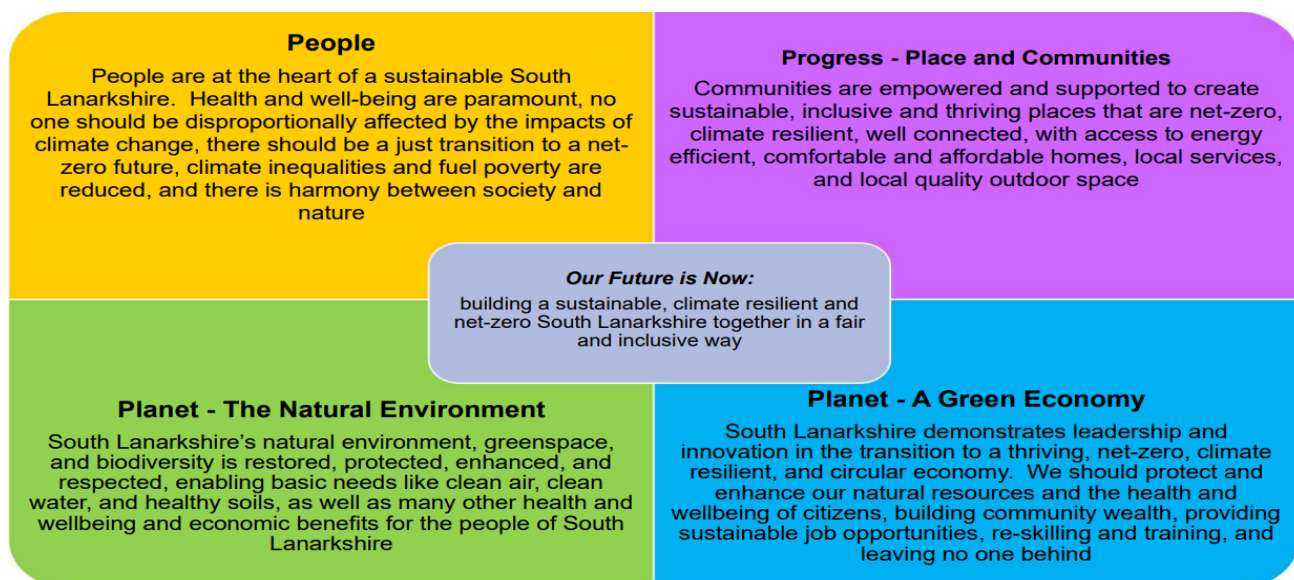 People
People are at the heart of a sustainable South
Lanarkshire.  Health and well-being are paramount, no
one should be disproportionally affected by the impacts of
climate change, there should be a just transition to a net-
zero future, climate inequalities and fuel poverty are
reduced, and there is harmony between society and
nature
Progress - Place and Communities
Communities are empowered and supported to create
sustainable, inclusive and thriving places that are net-zero,
climate resilient, well connected, with access to energy
efficient, comfortable and affordable homes, local services,
and local quality outdoor space
Our Future is Now:
building a sustainable, climate resilient and
net-zero South Lanarkshire together in a fair
and inclusive way
Planet - The Natural Environment
South Lanarkshire’s natural environment, greenspace,
and biodiversity is restored, protected, enhanced, and
respected, enabling basic needs like clean air, clean
water, and healthy soils, as well as many other health and
wellbeing and economic benefits for the people of South
Lanarkshire
Planet - A Green Economy
South Lanarkshire demonstrates leadership and
innovation in the transition to a thriving, net-zero, climate
resilient, and circular economy.  We should protect and
enhance our natural resources and the health and
wellbeing of citizens, building community wealth, providing
sustainable job opportunities, re-skilling and training, and
leaving no one behind